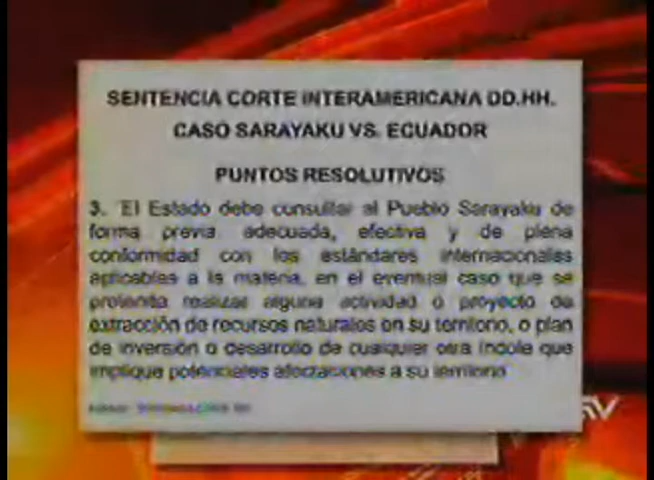 SENTENCIA CORTE INTERAMERICANA DD.HH.
CASO SARAYAKU VS. ECUADOR
PUNTOS RESOLUTIVOS
3. "El Estado debe consultar al Pueblo Sarayaku de
forma previa, adecuada, efectiva y de plena
conformidad con los estándares internacionales
aplicables a la materia, en el eventual caso que se
pretenda realizar alguna actividad o proyecto de
extracción de recursos naturales en su territorio, o plan
de inversión o desarrollo de cualquier otra índole que
implique potenciales afectaciones a su territorio"